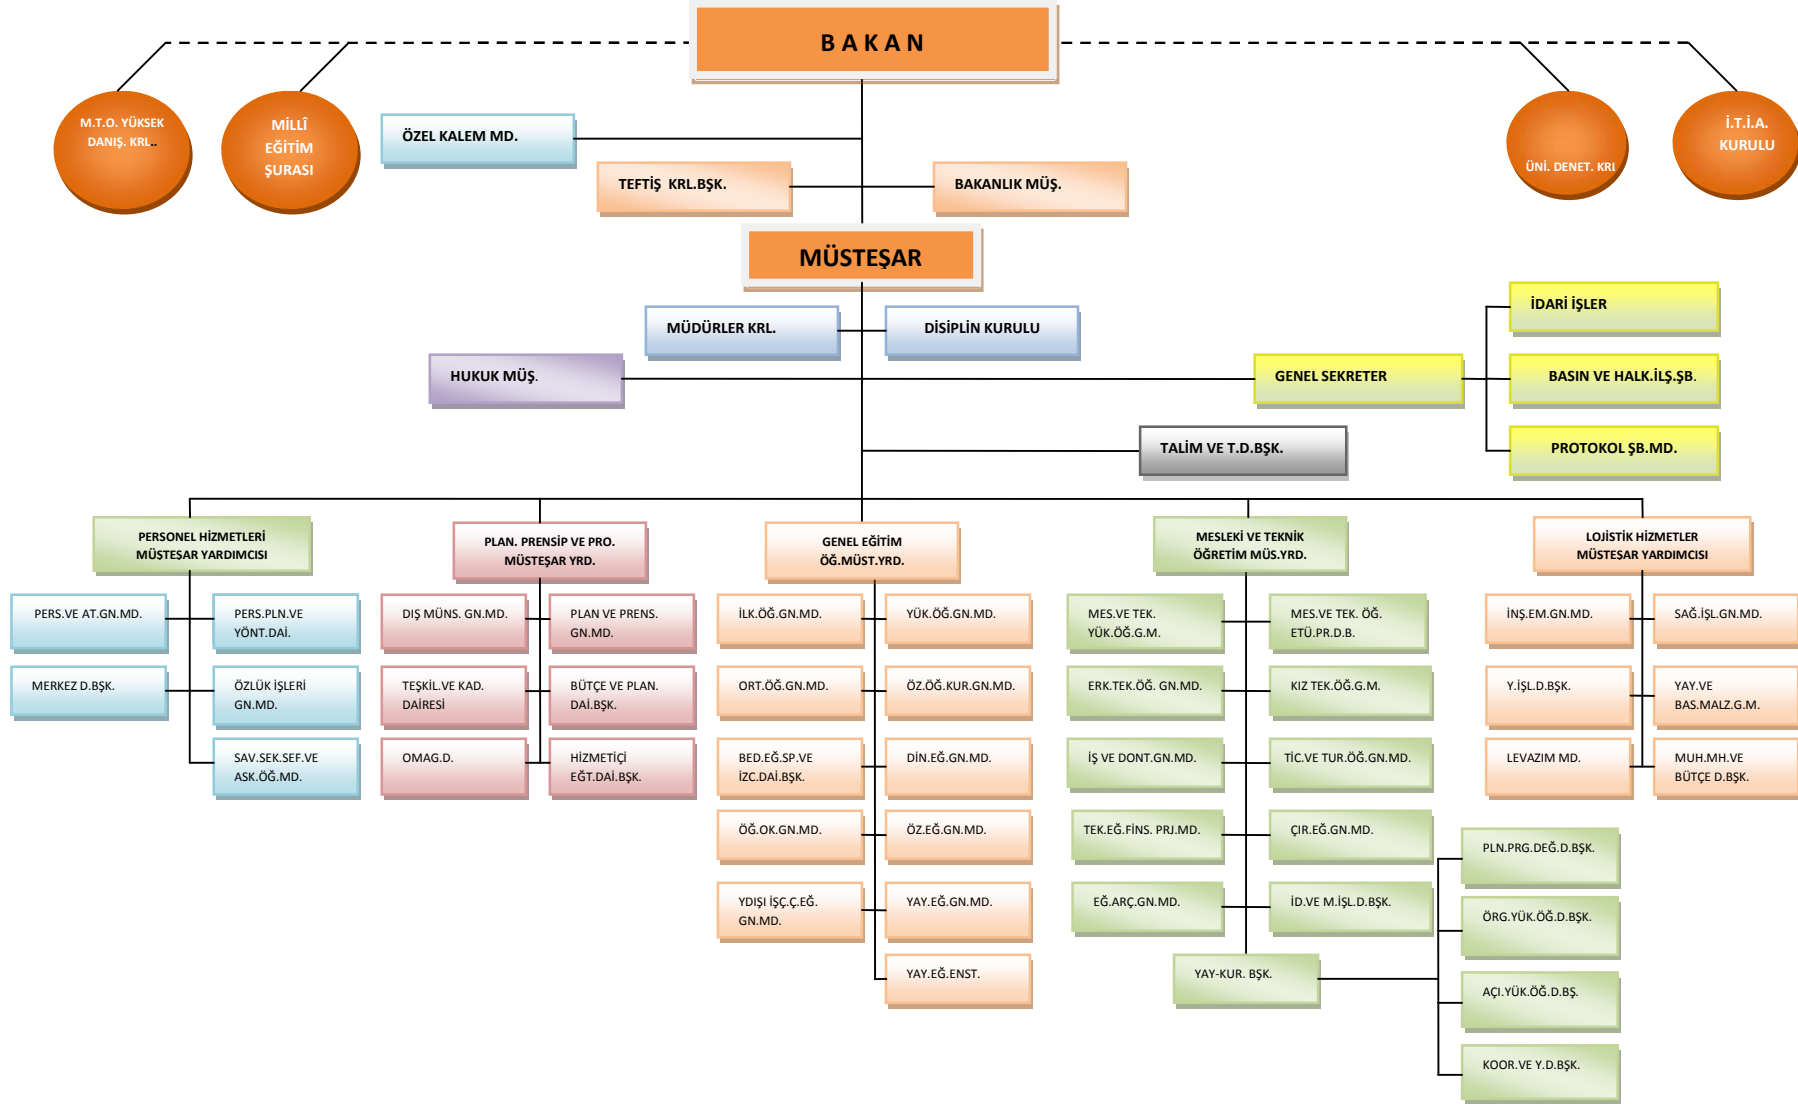 B A K A N
M.T.O. YÜKSEK
DANIŞ. KRL..
MİLLÎ
EĞİTİM
ŞURASI
ÖZEL KALEM MD.
TEFTİŞ  KRL.BŞK.
BAKANLIK MÜŞ.
ÜNİ. DENET. KRI
İ.T.İ.A.
KURULU
MÜSTEŞAR
MÜDÜRLER KRL.
DİSİPLİN KURULU
HUKUK MÜŞ.
GENEL SEKRETER
İDARİ İŞLER
BASIN VE HALK.İLŞ.ŞB.
PROTOKOL ŞB.MD.
TALİM VE T.D.BŞK.
PERSONEL HİZMETLERİ
MÜŞTEŞAR YARDIMCISI
PLAN. PRENSİP VE PRO.
MÜSTEŞAR YRD.
GENEL EĞİTİM
ÖĞ.MÜST.YRD.
MESLEKİ VE TEKNİK
ÖĞRETİM MÜS.YRD.
LOJİSTİK HİZMETLER
MÜSTEŞAR YARDIMCISI
PERS.VE AT.GN.MD.
PERS.PLN.VE
YÖNT.DAİ.
MERKEZ D.BŞK.
ÖZLÜK İŞLERİ
GN.MD.
SAV.SEK.SEF.VE
ASK.ÖĞ.MD.
DIŞ MÜNS. GN.MD.
PLAN VE PRENS.
GN.MD.
TEŞKİL.VE KAD.
DAİRESİ
BÜTÇE VE PLAN.
DAİ.BŞK.
OMAG.D.
HİZMETİÇİ
EĞT.DAİ.BŞK.
İLK.ÖĞ.GN.MD.
YÜK.ÖĞ.GN.MD.
ORT.ÖĞ.GN.MD.
ÖZ.ÖĞ.KUR.GN.MD.
BED.EĞ.SP.VE
İZC.DAİ.BŞK.
DİN.EĞ.GN.MD.
ÖĞ.OK.GN.MD.
ÖZ.EĞ.GN.MD.
YDIŞI İŞÇ.Ç.EĞ.
GN.MD.
YAY.EĞ.GN.MD.
YAY.EĞ.ENST.
MES.VE TEK.
YÜK.ÖĞ.G.M.
MES.VE TEK. ÖĞ.
ETÜ.PR.D.B.
ERK.TEK.ÖĞ. GN.MD.
KIZ TEK.ÖĞ.G.M.
İŞ VE DONT.GN.MD.
TİC.VE TUR.ÖĞ.GN.MD.
TEK.EĞ.FİNS. PRJ.MD.
ÇIR.EĞ.GN.MD.
EĞ.ARÇ.GN.MD.
İD.VE M.İŞL.D.BŞK.
YAY-KUR. BŞK.
İNŞ.EM.GN.MD.
SAĞ.İŞL.GN.MD.
Y.İŞL.D.BŞK.
YAY.VE
BAS.MALZ.G.M.
LEVAZIM MD.
MUH.MH.VE
BÜTÇE D.BŞK.
PLN.PRG.DEĞ.D.BŞK.
ÖRG.YÜK.ÖĞ.D.BŞK.
AÇI.YÜK.ÖĞ.D.BŞ.
KOOR.VE Y.D.BŞK.